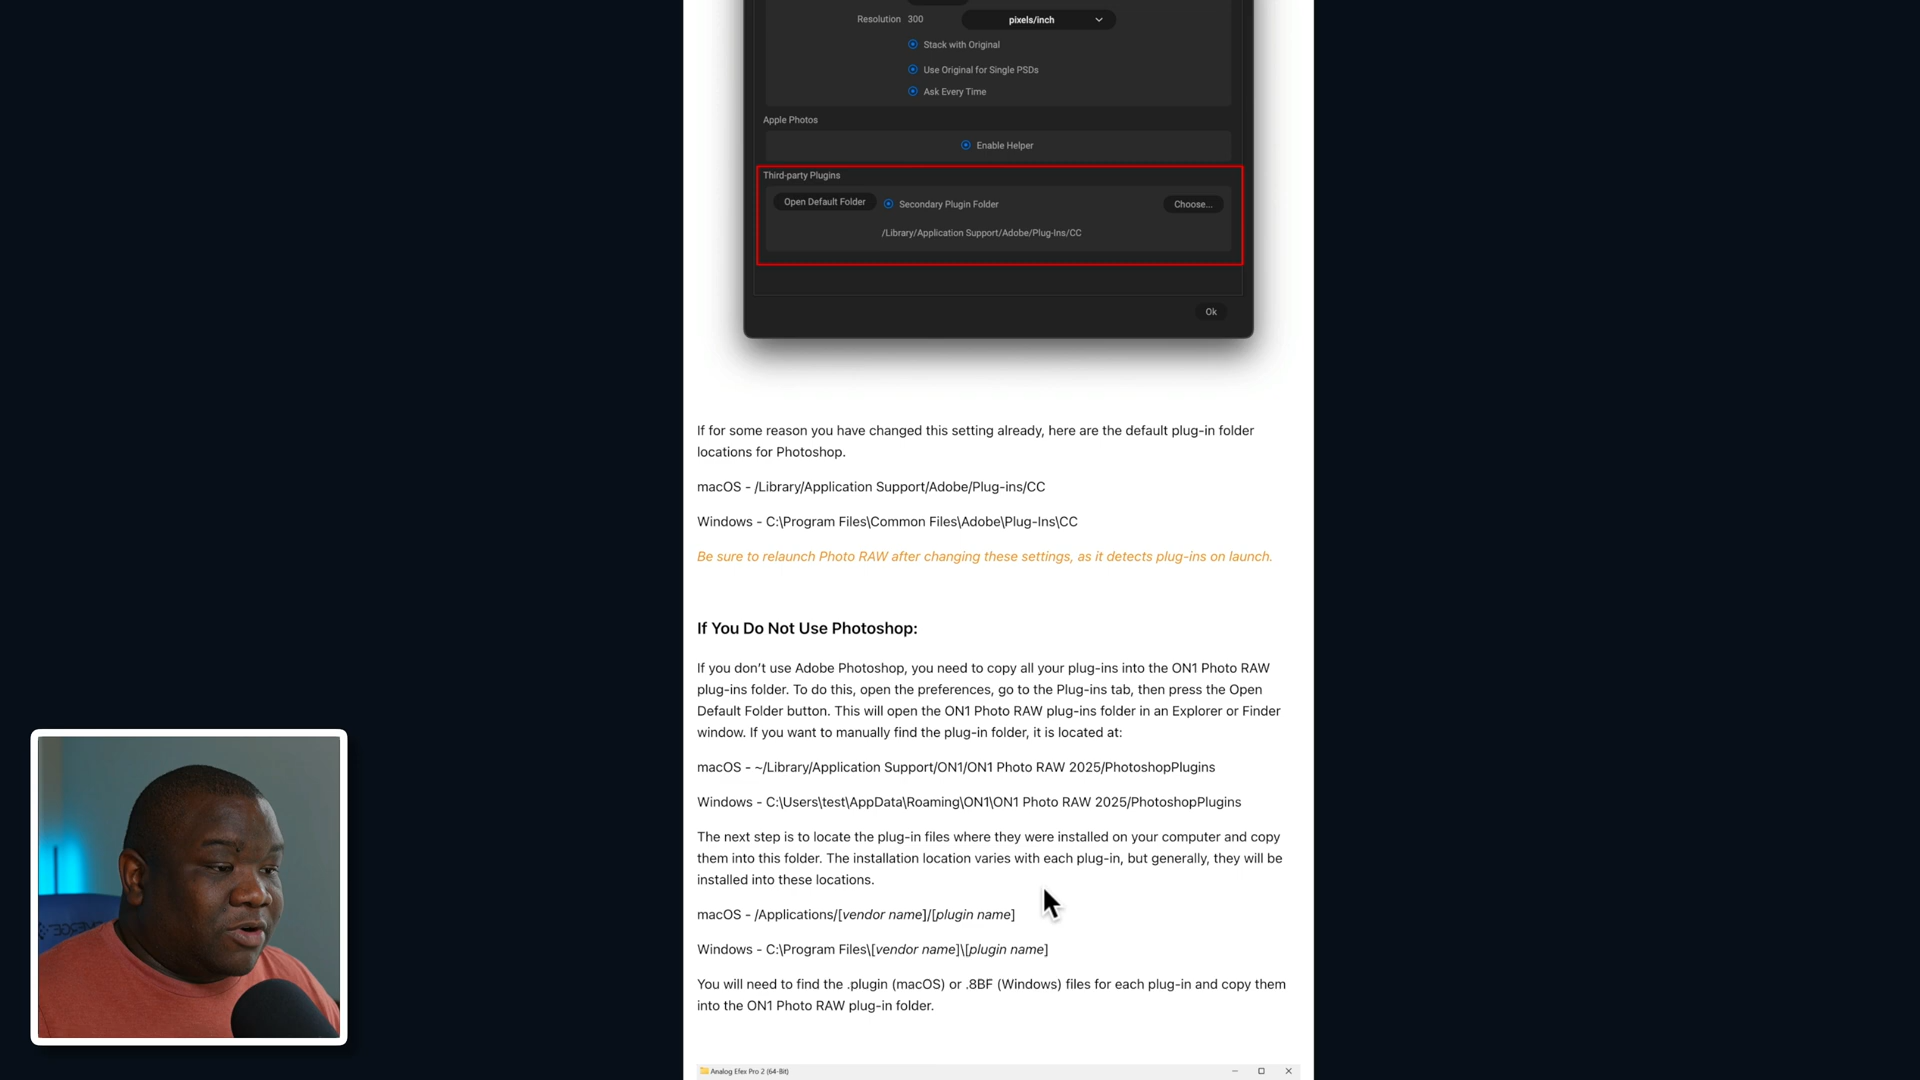 Resolution 300 pixels/inch
Stack with Original
Use Original for Single PSDs
Ask Every Time
Apple Photos
Enable Helper
Third-party Plugins
Open Default Folder Secondary Plugin Folder Choose...
/Library/Application Support/Adobe/Plug-Ins/CC
Ok
If for some reason you have changed this setting already, here are the default plug-in folder
locations for Photoshop.
macOS - /Library/Application Support/Adobe/Plug-ins/CC
Windows - C:\Program Files\Common Files\Adobe\Plug-Ins\CC
Be sure to relaunch Photo RAW after changing these settings, as it detects plug-ins on launch.
If You Do Not Use Photoshop:
If you don't use Adobe Photoshop, you need to copy all your plug-ins into the ON1 Photo RAW
plug-ins folder. To do this, open the preferences, go to the Plug-ins tab, then press the Open
Default Folder button. This will open the ON1 Photo RAW plug-ins folder in an Explorer or Finder
window. If you want to manually find the plug-in folder, it is located at:
macOS - ~/Library/Application Support/ON1/ON1 Photo RAW 2025/PhotoshopPlugins
Windows - C:\Users\test\AppData\Roaming\ON1\ON1 Photo RAW 2025/PhotoshopPlugins
The next step is to locate the plug-in files where they were installed on your computer and copy
them into this folder. The installation location varies with each plug-in, but generally, they will be
installed into these locations.
macOS - /Applications/[vendor name]/[plugin name]
Windows - C:\Program Files\[vendor name]\[plugin name]
You will need to find the .plugin (macOS) or .8BF (Windows) files for each plug-in and copy them
into the ON1 Photo RAW plug-in folder.
Analog Efex Pro 2 (64-Bit)